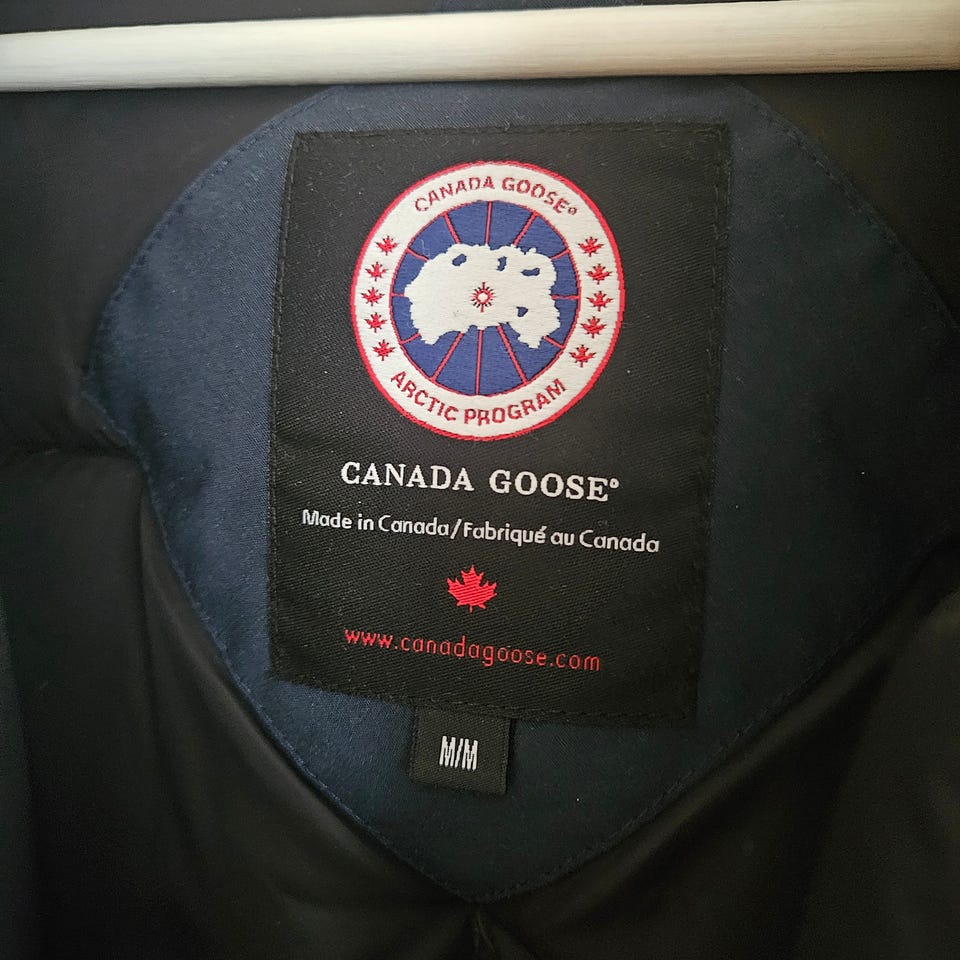 CANADA GOOSE®
ARCTIC PROGRAM
CANADA GOOSE®
Made in Canada/Fabriqué au Canada
www.canadagoose.com
M/M